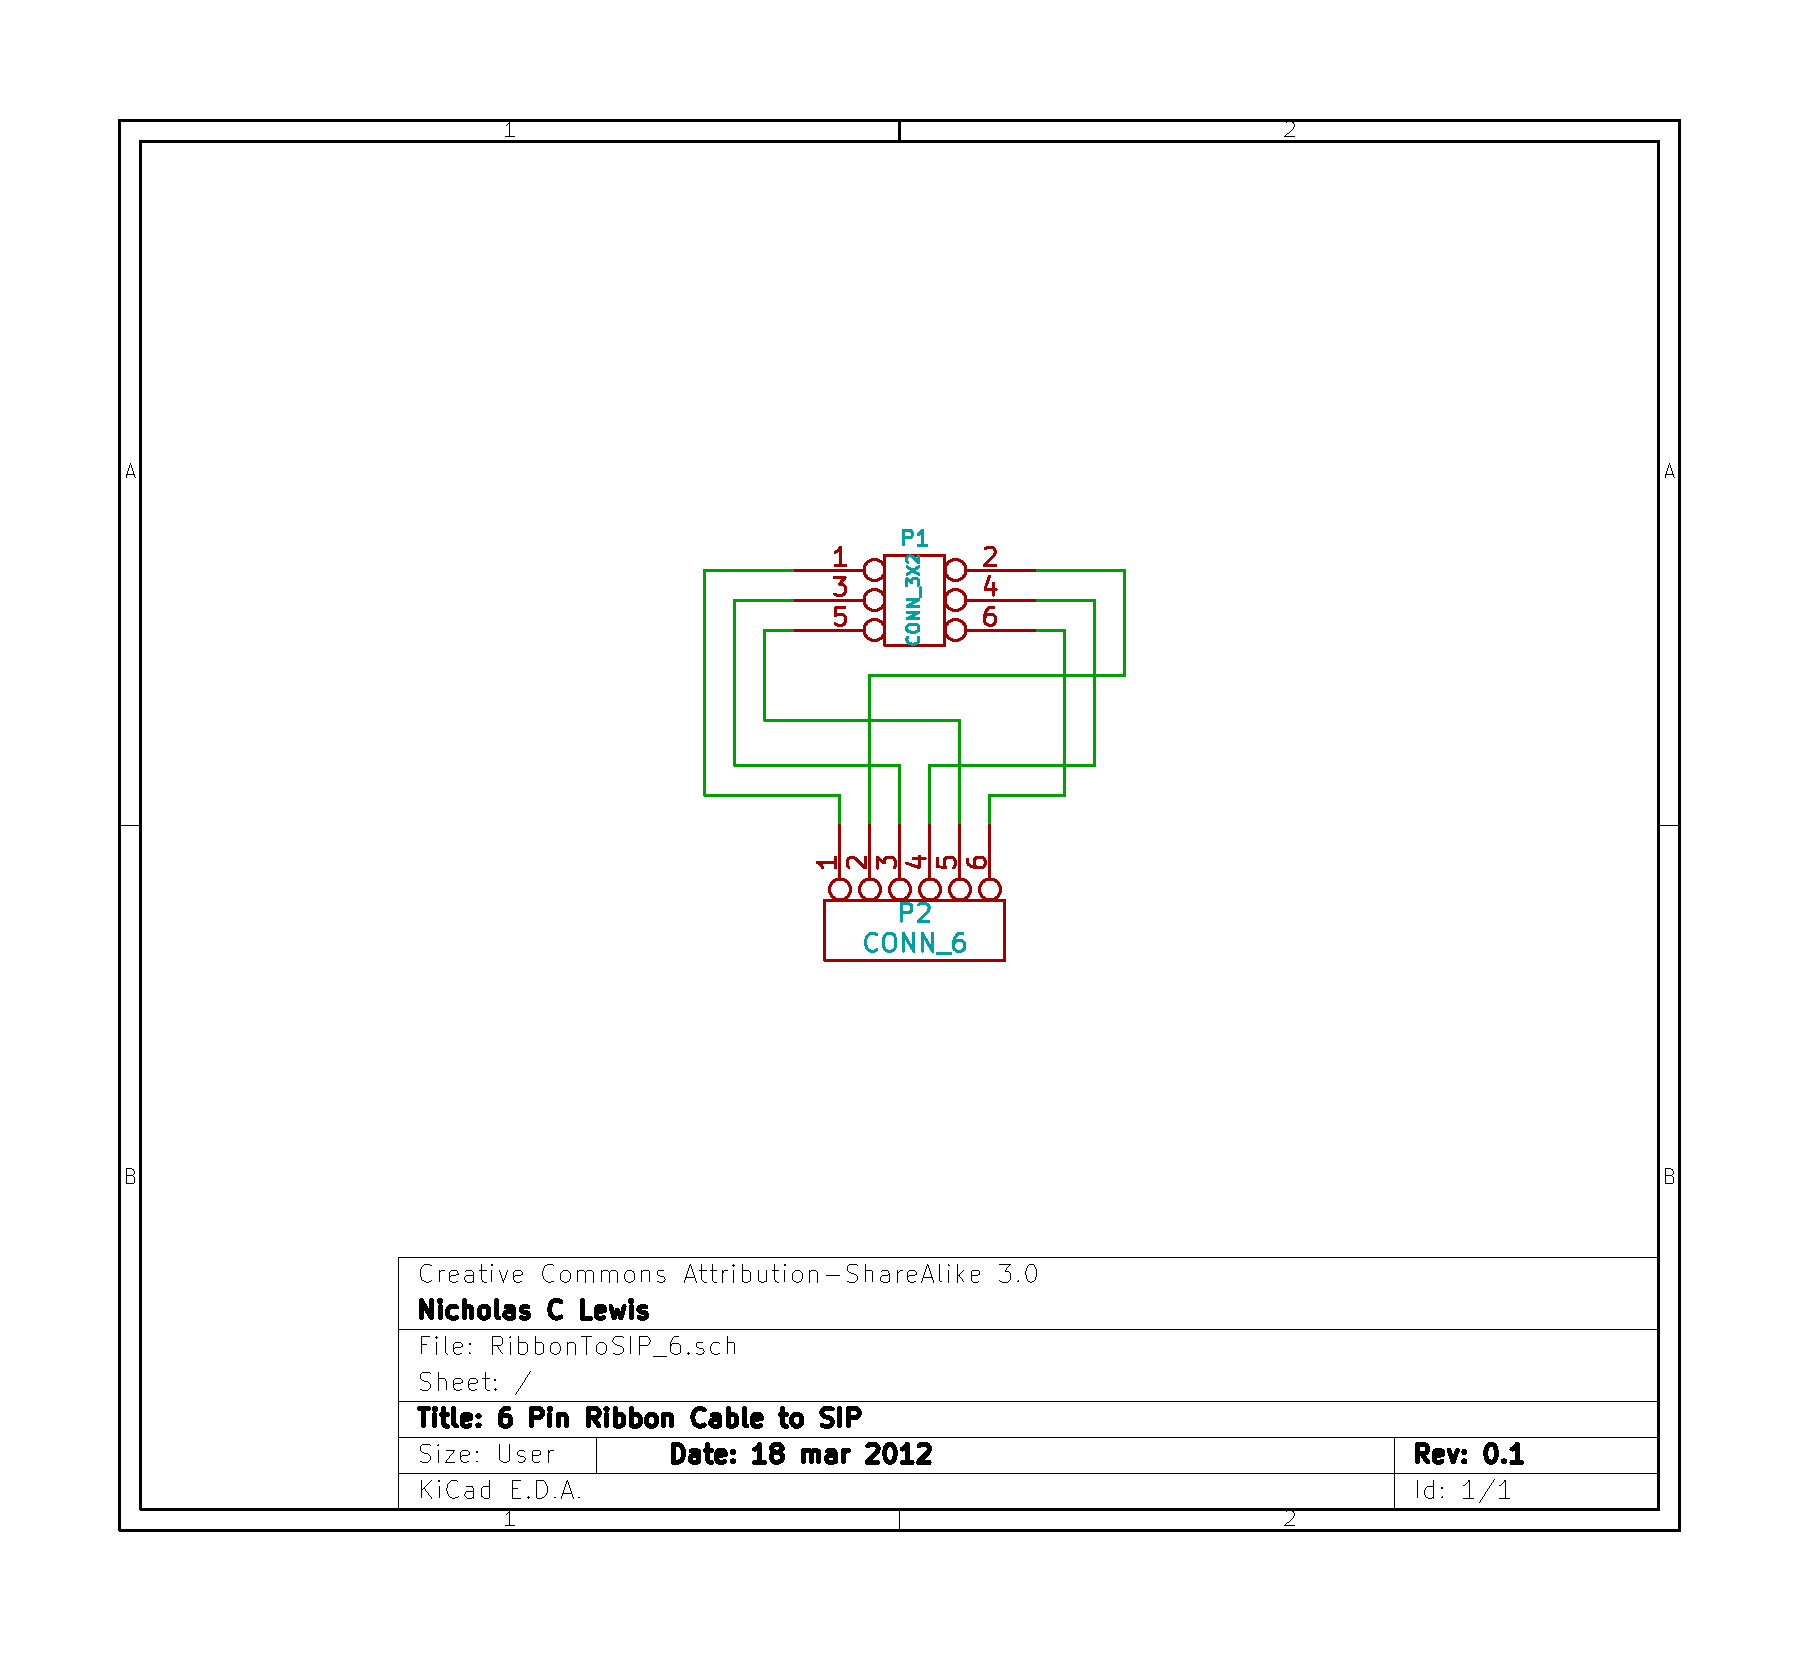 1 2
A A
P1
1 2
3 4
5 6
CONN_3X2
1 2 3 4 5 6
P2
CONN_6
B B
Creative Commons Attribution-ShareAlike 3.0
Nicholas C Lewis
File: RibbonToSIP_6.sch
Sheet: /
Title: 6 Pin Ribbon Cable to SIP
Size: User Date: 18 mar 2012 Rev: 0.1
KiCad E.D.A. Id: 1/1
1 2